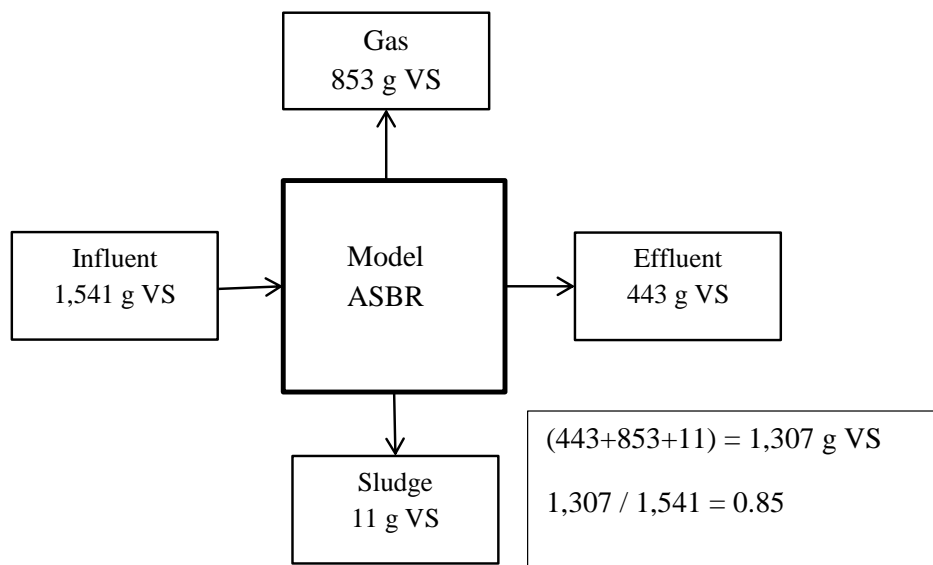 Gas
853 g VS
Influent
1,541 g VS
Model
ASBR
Effluent
443 g VS
Sludge
11 g VS
(443+853+11) = 1,307 g VS
1,307 / 1,541 = 0.85